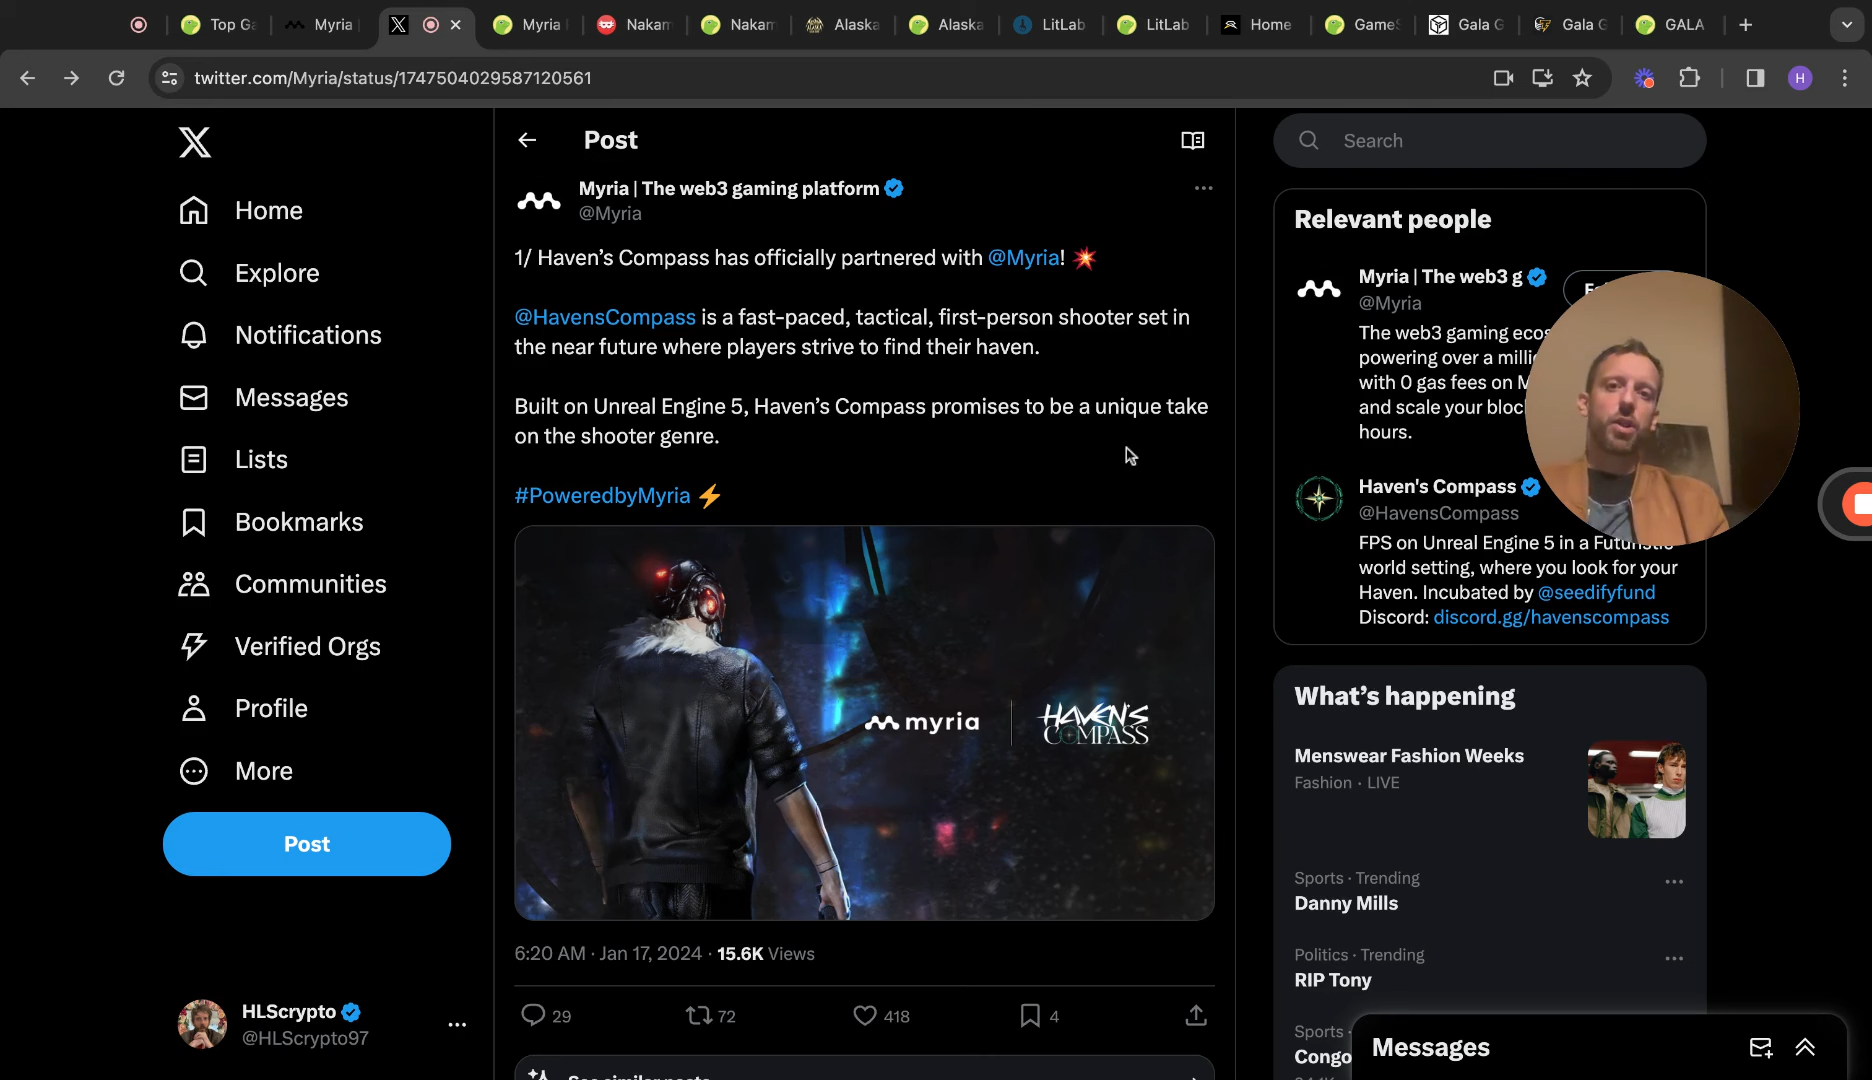 Top Ga
Myria
Myria
Nakam
Nakam
Alaska
Alaska
LitLab
LitLab
Home
GameS
Gala G
Gala G
GALA
twitter.com/Myria/status/1747504029587120561
H
Home
Explore
Notifications
Messages
Lists
Bookmarks
Communities
Verified Orgs
Profile
More
Post
HLScrypto
@HLScrypto97
Post
Myria | The web3 gaming platform
@Myria
1/ Haven’s Compass has officially partnered with @Myria! 💥
@HavensCompass is a fast-paced, tactical, first-person shooter set in
the near future where players strive to find their haven.
Built on Unreal Engine 5, Haven’s Compass promises to be a unique take
on the shooter genre.
#PoweredbyMyria ⚡
myria
HAVEN'S
COMPASS
6:20 AM · Jan 17, 2024 · 15.6K Views
29
72
418
4
See similar posts
Search
Relevant people
Myria | The web3 g
@Myria
The web3 gaming ecos
powering over a milli
with 0 gas fees on M
and scale your bloc
hours.
Haven's Compass
@HavensCompass
FPS on Unreal Engine 5 in a Futuristic
world setting, where you look for your
Haven. Incubated by @seedifyfund
Discord: discord.gg/havenscompass
What’s happening
Menswear Fashion Weeks
Fashion · LIVE
Sports · Trending
Danny Mills
Politics · Trending
RIP Tony
Sports ·
Congo
Messages